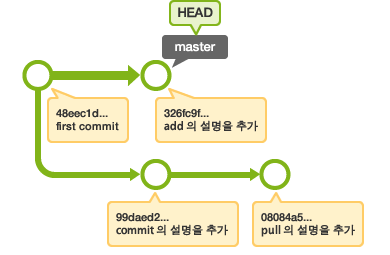 HEAD
master
48eec1d...
first commit
326fc9f...
add 의 설명을 추가
99daed2...
commit 의 설명을 추가
08084a5...
pull 의 설명을 추가